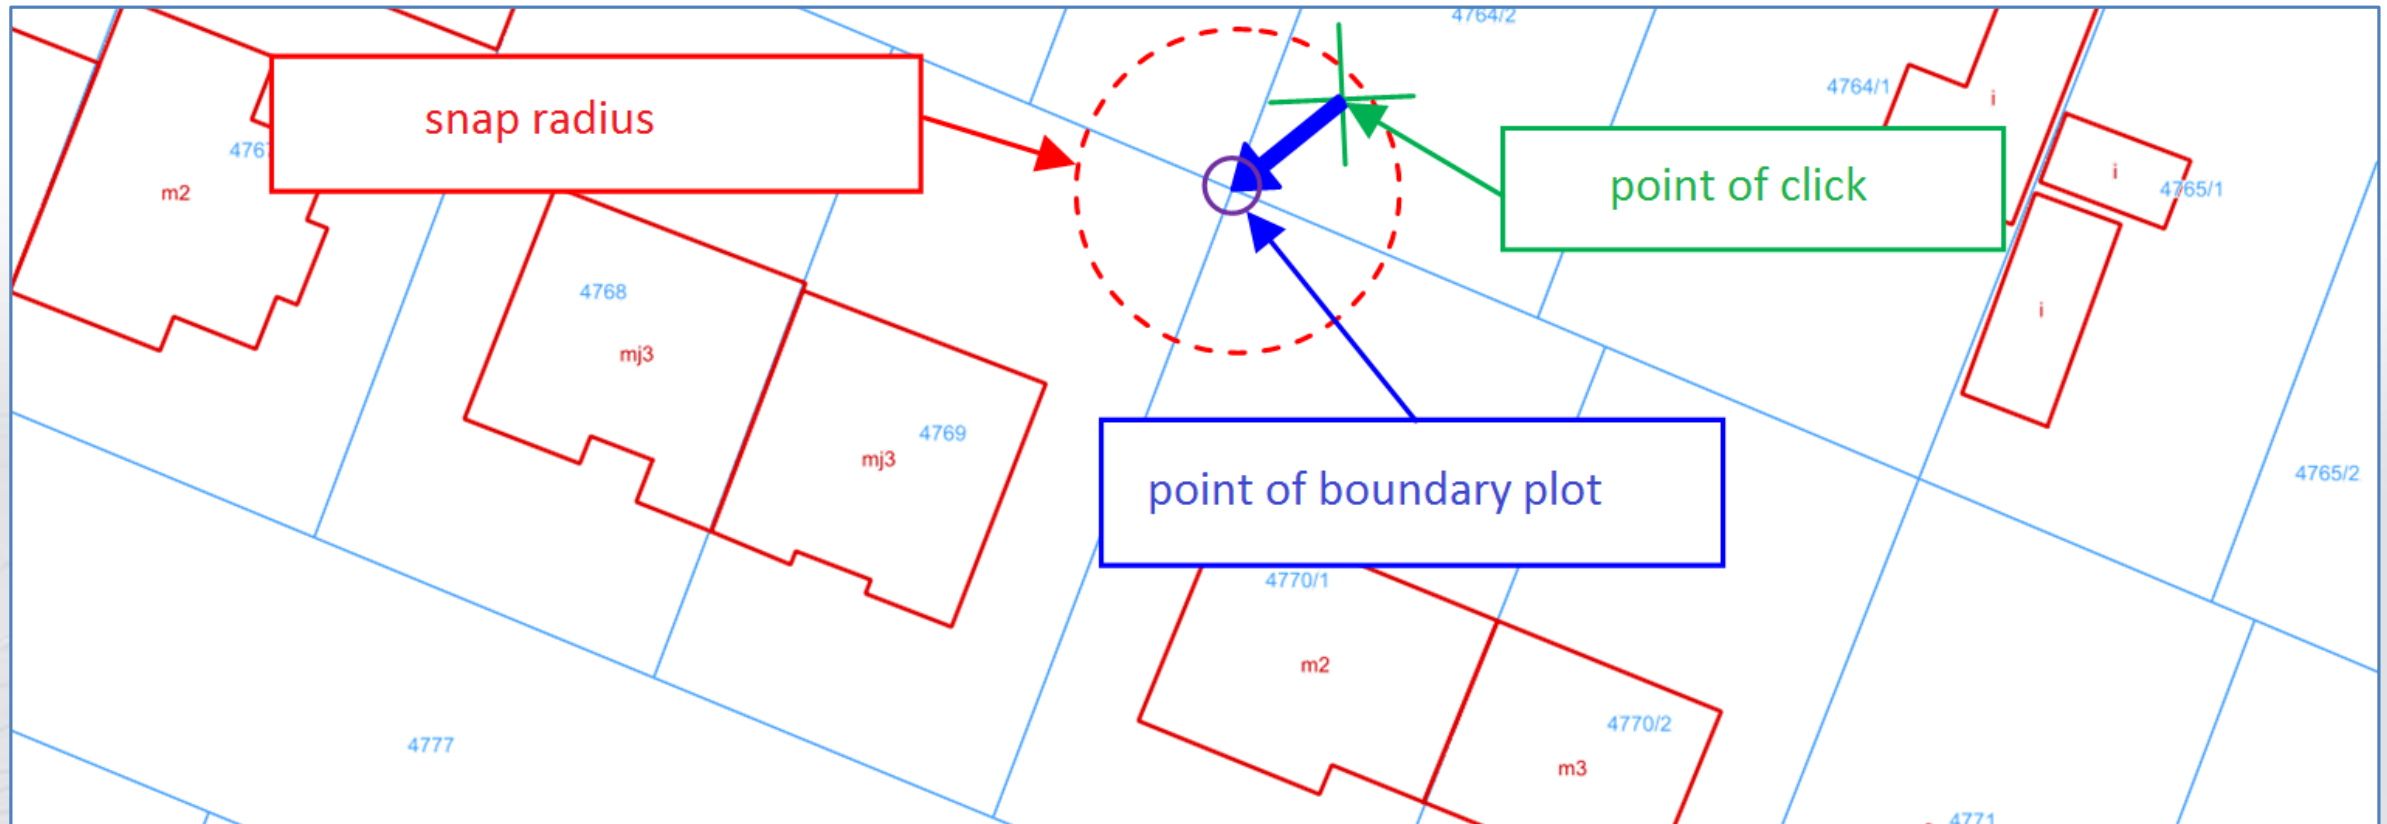 4764/2
4764/1
i
snap radius
4767
m2
point of click
i
4765/1
4768
mj3
i
4769
mj3
point of boundary plot
4765/2
4770/1
m2
4770/2
m3
4777
4771